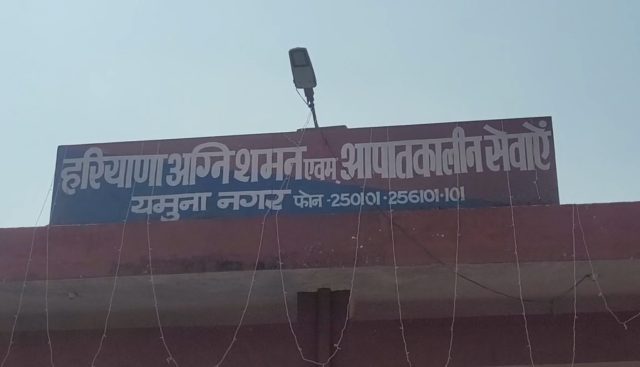 हरियाणा अग्नि शमन एवम आपातकालीन सेवाऐं
यमुना नगर फोन -250101-256101-101